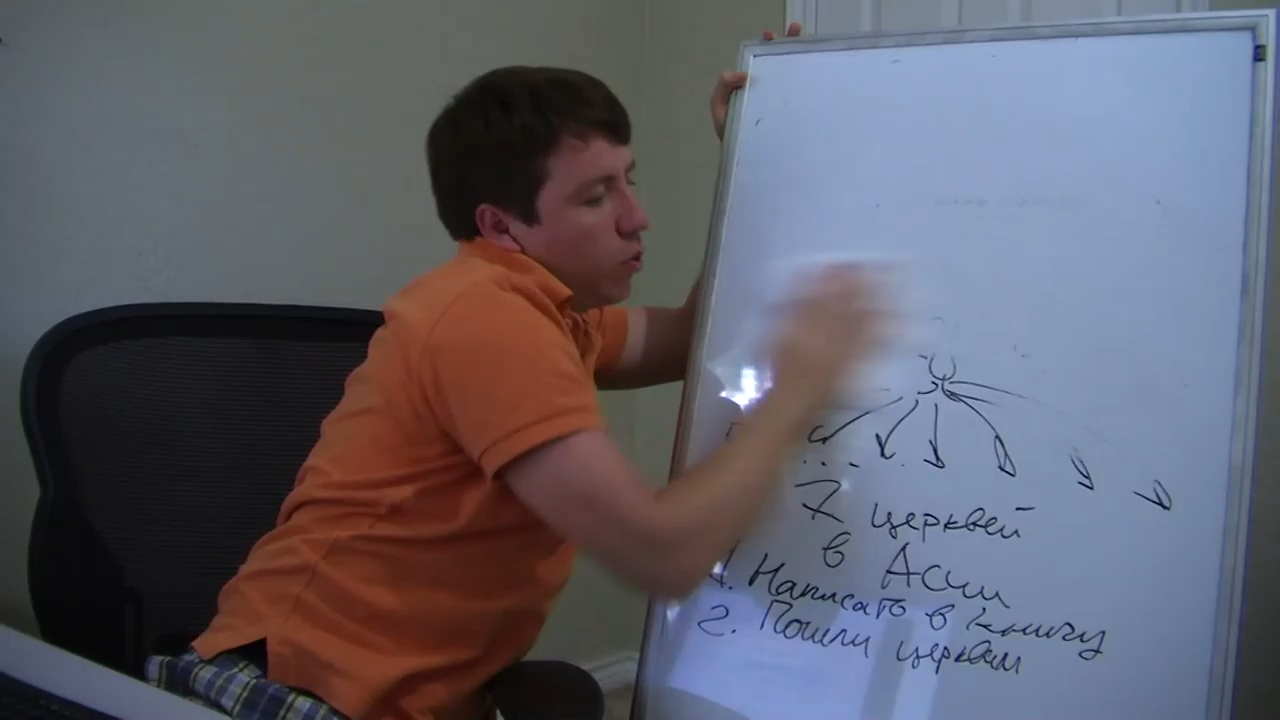 7 церквей
в Асии
1. Написать в книгу
2. Пошли церквам